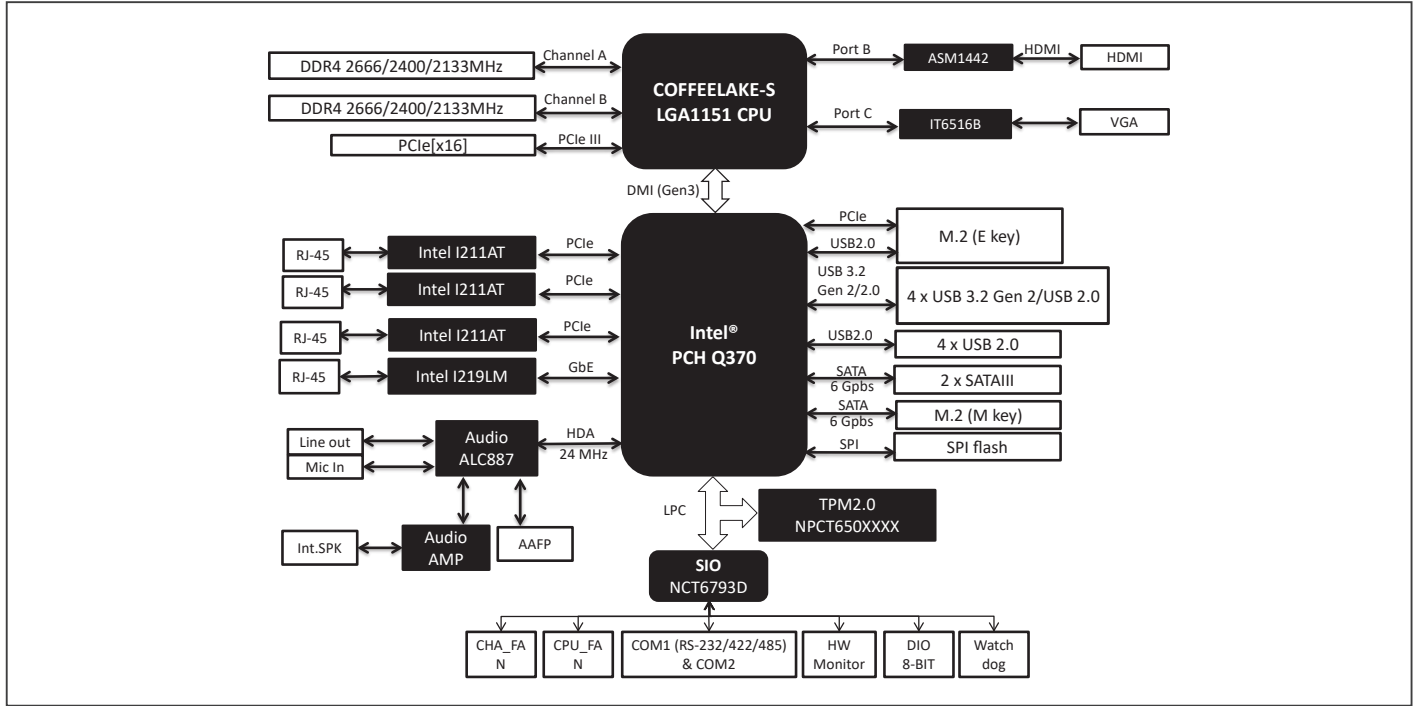 DDR4 2666/2400/2133MHz
Channel A
DDR4 2666/2400/2133MHz
Channel B
PCIe[x16]
PCIe III
COFFEELAKE-S
LGA1151 CPU
Port B
ASM1442
HDMI
HDMI
Port C
IT6516B
VGA
DMI (Gen3)
RJ-45
Intel I211AT
PCIe
RJ-45
Intel I211AT
PCIe
RJ-45
Intel I211AT
PCIe
RJ-45
Intel I219LM
GbE
Line out
Mic In
Audio
ALC887
HDA
24 MHz
Int.SPK
Audio
AMP
AAFP
Intel®
PCH Q370
PCIe
USB2.0
M.2 (E key)
USB 3.2
Gen 2/2.0
4 x USB 3.2 Gen 2/USB 2.0
USB2.0
4 x USB 2.0
SATA
6 Gpbs
2 x SATAIII
SATA
6 Gpbs
M.2 (M key)
SPI
SPI flash
LPC
TPM2.0
NPCT650XXXX
SIO
NCT6793D
CHA_FA
N
CPU_FA
N
COM1 (RS-232/422/485)
& COM2
HW
Monitor
DIO
8-BIT
Watch
dog